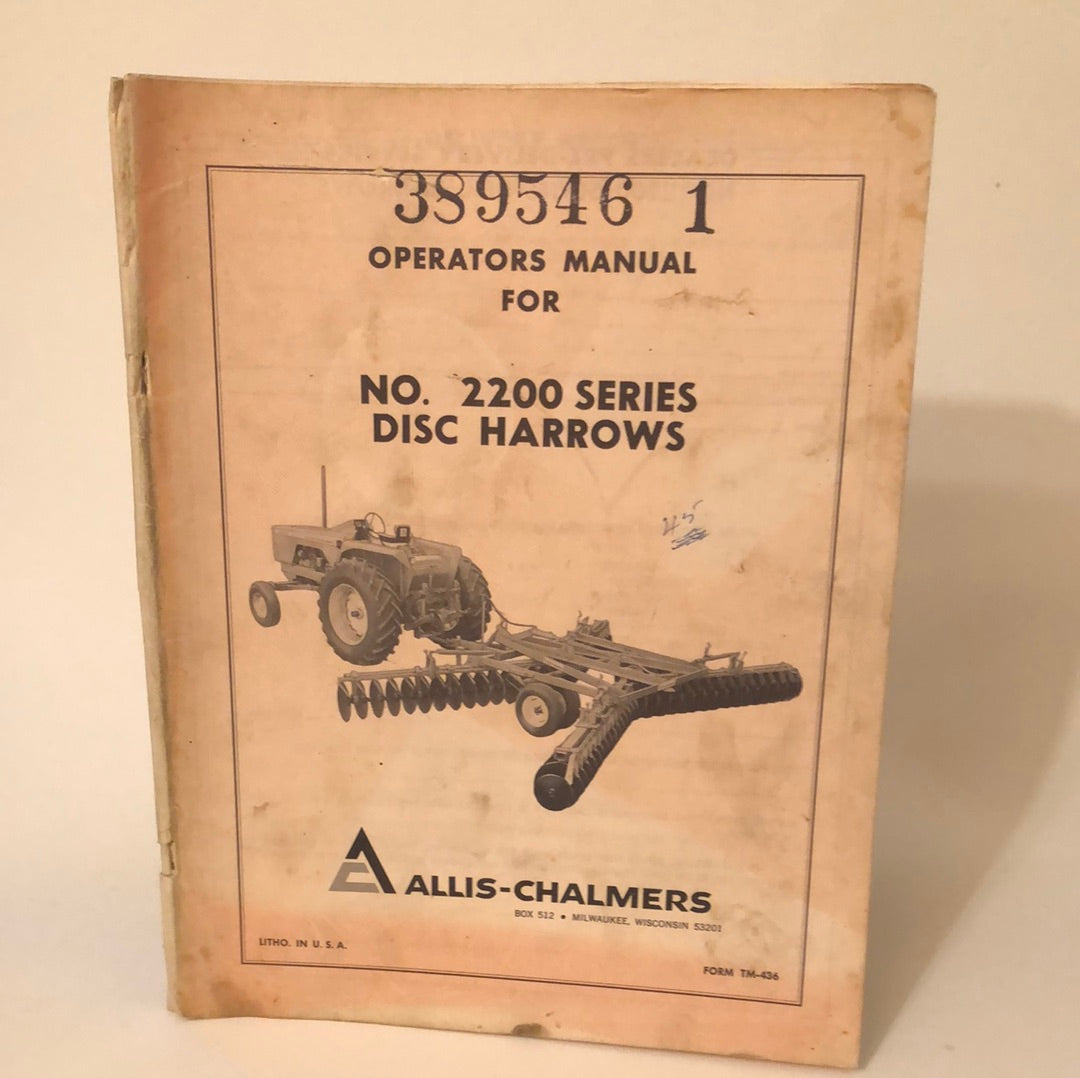 389546 1
OPERATORS MANUAL
FOR
NO. 2200 SERIES
DISC HARROWS
45
ALLIS-CHALMERS
BOX 512 • MILWAUKEE, WISCONSIN 53201
LITHO. IN U. S. A.
FORM TM-436